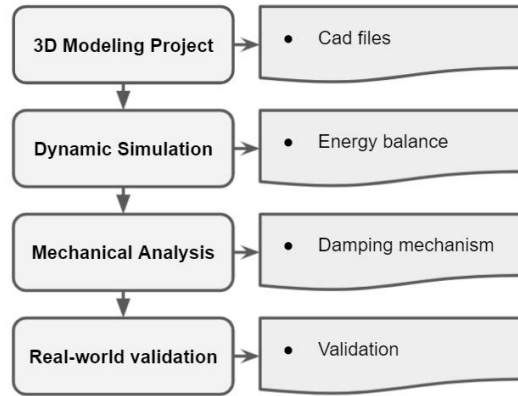 3D Modeling Project
● Cad files
Dynamic Simulation
● Energy balance
Mechanical Analysis
● Damping mechanism
Real-world validation
● Validation